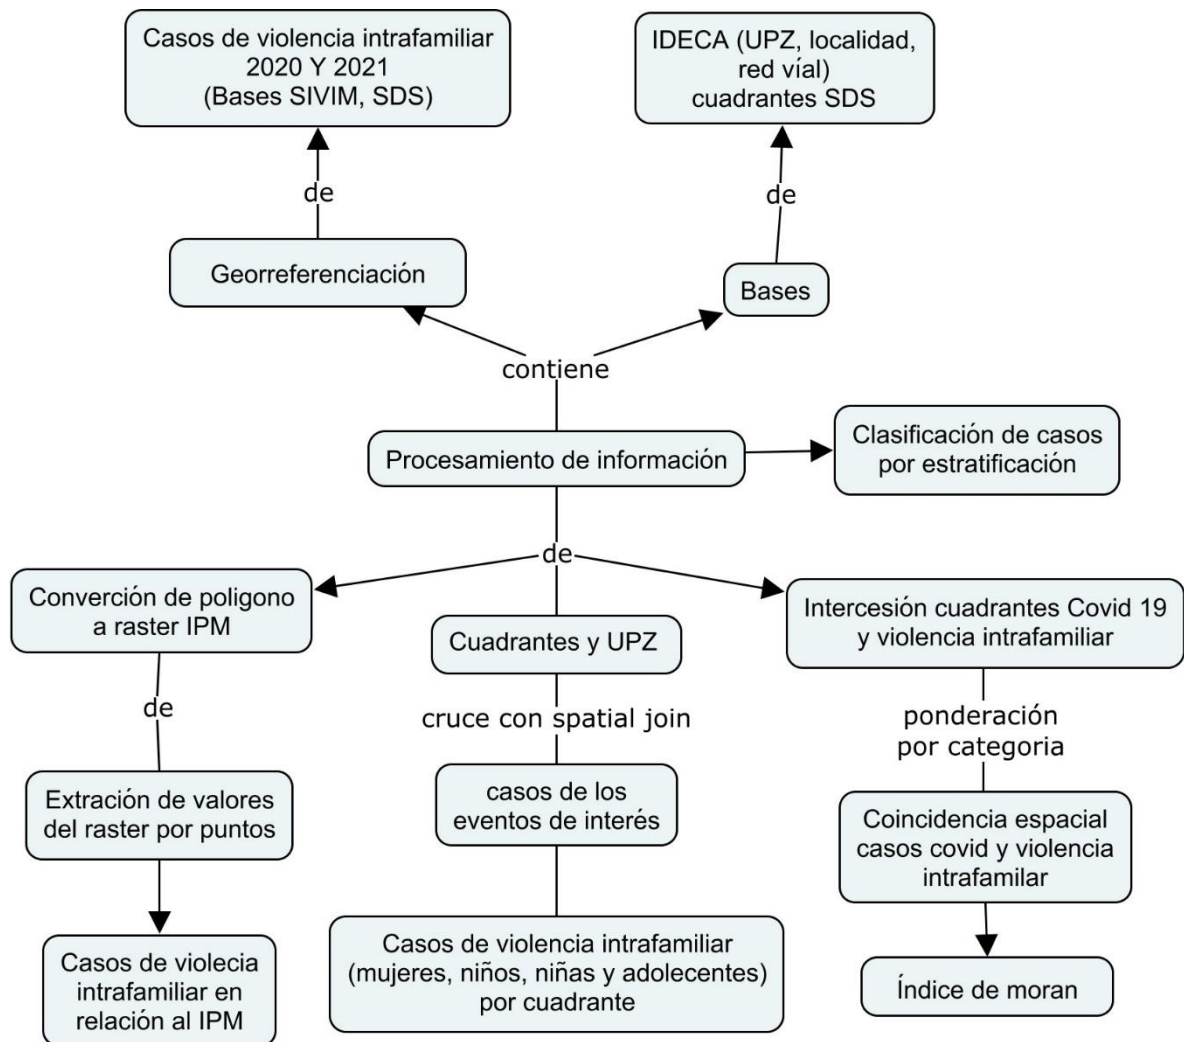 Casos de violencia intrafamiliar
2020 Y 2021
(Bases SIVIM, SDS)
IDECA (UPZ, localidad,
red víal)
cuadrantes SDS
de
de
Georreferenciación
Bases
contiene
Procesamiento de información
Clasificación de casos
por estratificación
de
Converción de poligono
a raster IPM
Cuadrantes y UPZ
Intercesión cuadrantes Covid 19
y violencia intrafamiliar
de
cruce con spatial join
ponderación
por categoria
Extración de valores
del raster por puntos
casos de los
eventos de interés
Coincidencia espacial
casos covid y violencia
intrafamilar
Casos de violecia
intrafamiliar en
relación al IPM
Casos de violencia intrafamiliar
(mujeres, niños, niñas y adolecentes)
por cuadrante
Índice de moran